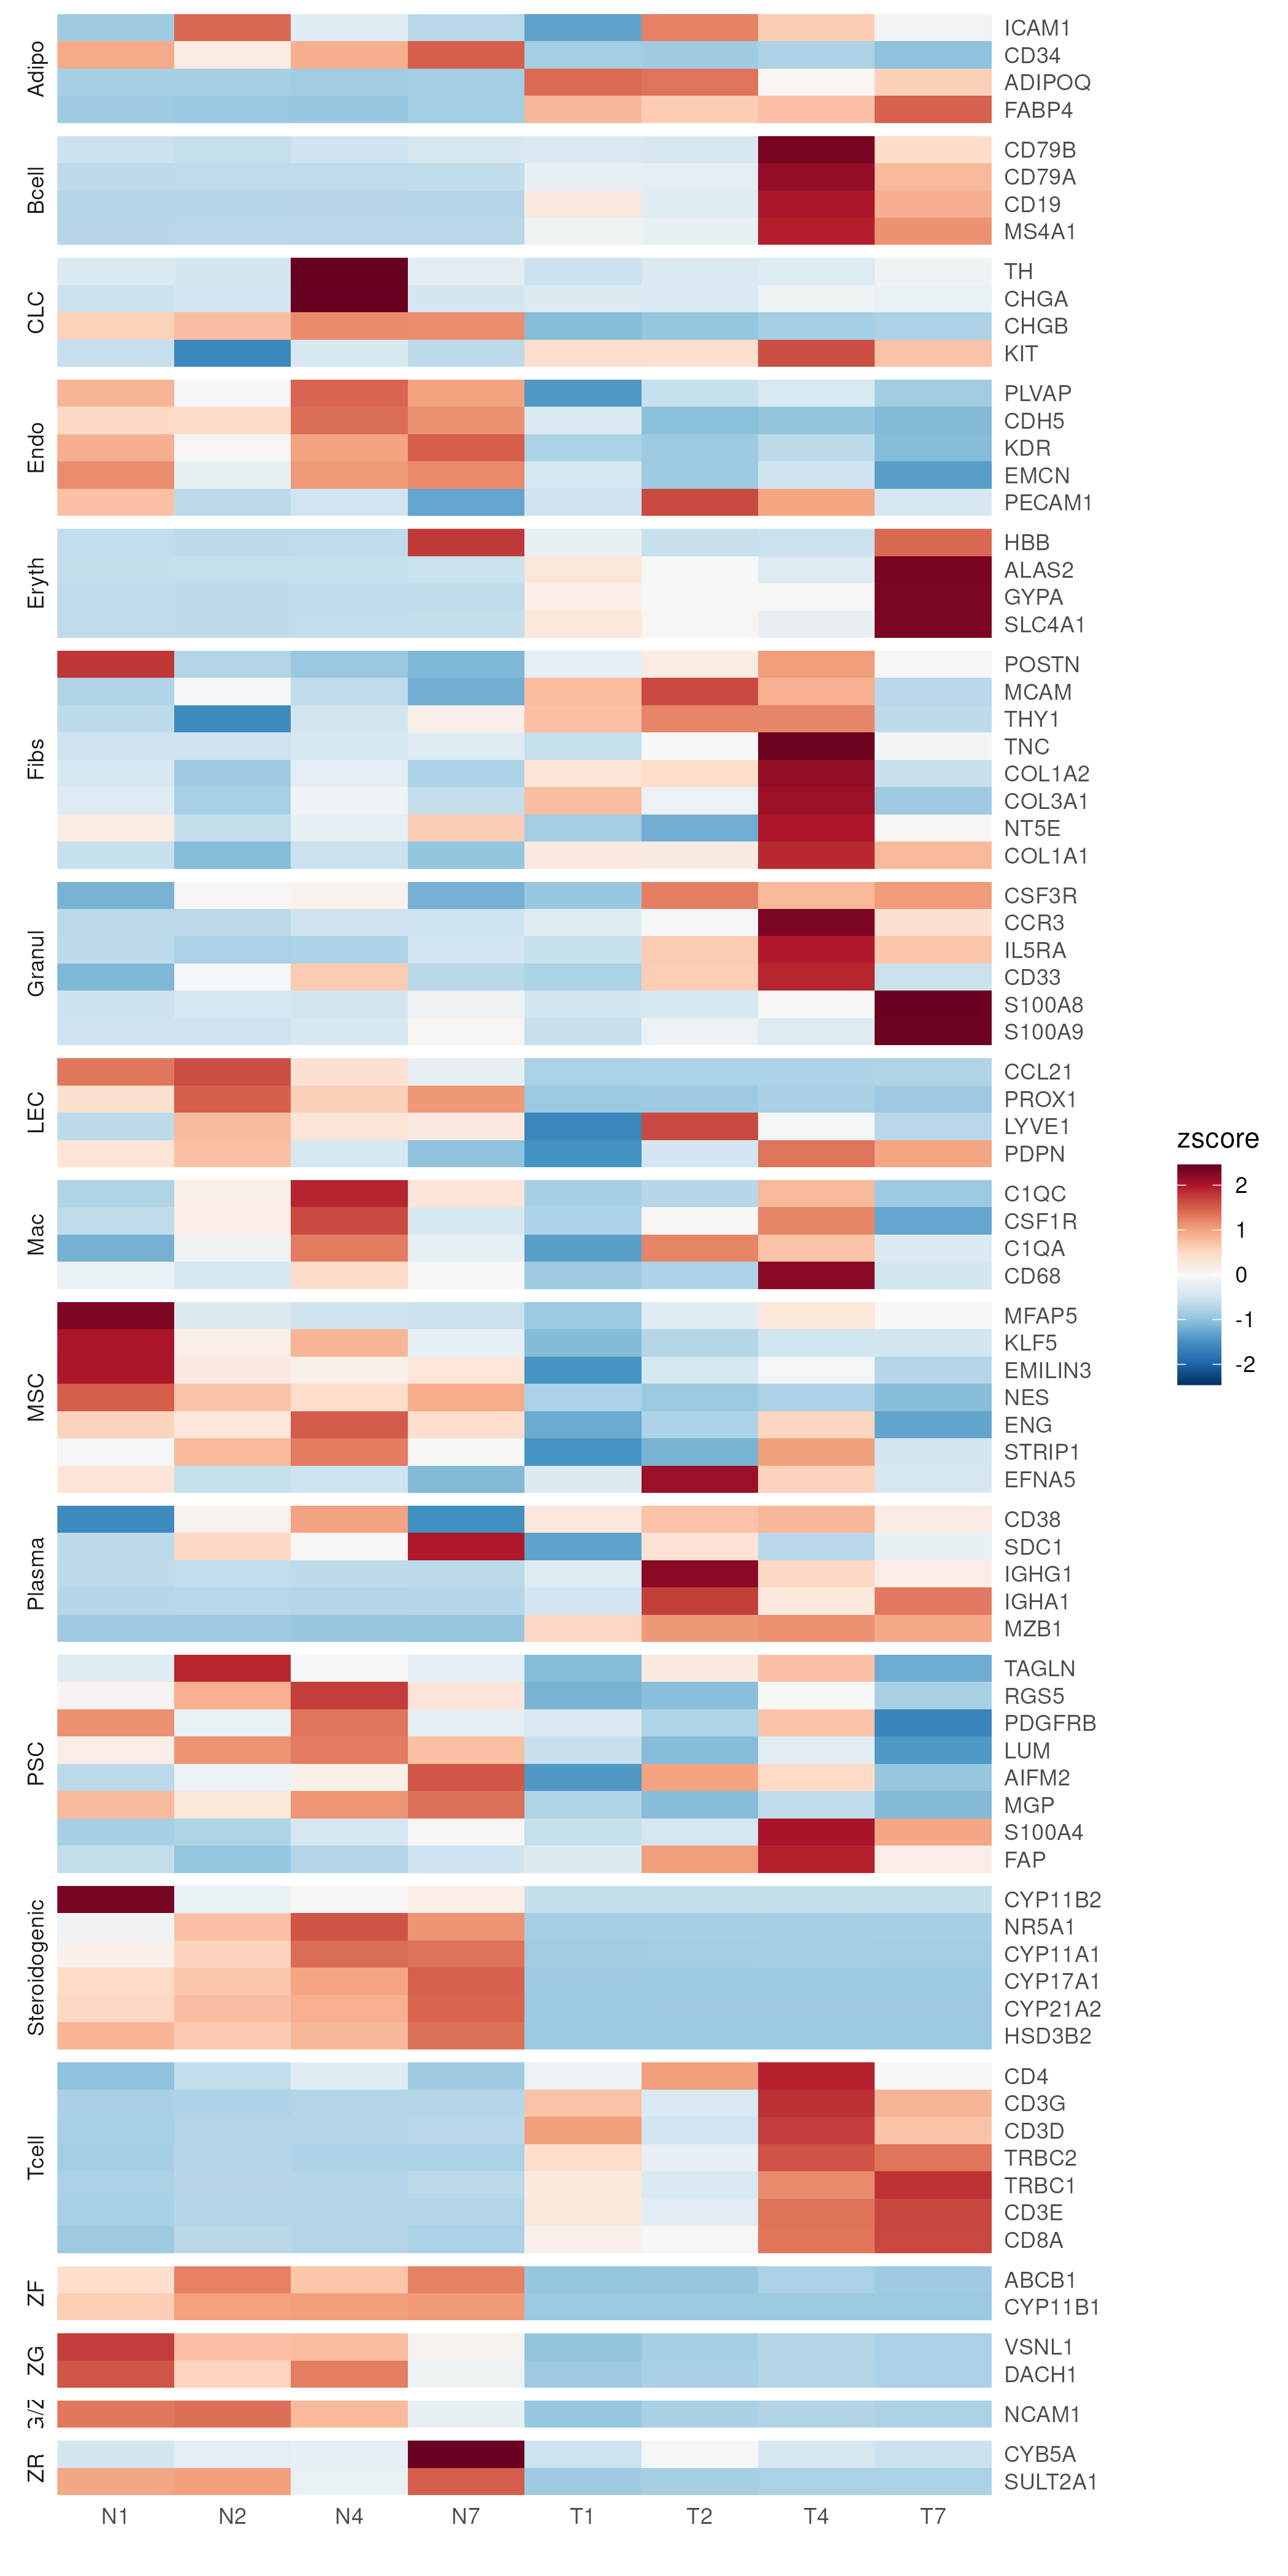 Adipo
ICAM1
CD34
ADIPOQ
FABP4
Bcell
CD79B
CD79A
CD19
MS4A1
CLC
TH
CHGA
CHGB
KIT
Endo
PLVAP
CDH5
KDR
EMCN
PECAM1
Eryth
HBB
ALAS2
GYPA
SLC4A1
Fibs
POSTN
MCAM
THY1
TNC
COL1A2
COL3A1
NT5E
COL1A1
Granul
CSF3R
CCR3
IL5RA
CD33
S100A8
S100A9
LEC
CCL21
PROX1
LYVE1
PDPN
Mac
C1QC
CSF1R
C1QA
CD68
MSC
MFAP5
KLF5
EMILIN3
NES
ENG
STRIP1
EFNA5
Plasma
CD38
SDC1
IGHG1
IGHA1
MZB1
PSC
TAGLN
RGS5
PDGFRB
LUM
AIFM2
MGP
S100A4
FAP
Steroidogenic
CYP11B2
NR5A1
CYP11A1
CYP17A1
CYP21A2
HSD3B2
Tcell
CD4
CD3G
CD3D
TRBC2
TRBC1
CD3E
CD8A
ZF
ABCB1
CYP11B1
ZG
VSNL1
DACH1
G/Z
NCAM1
ZR
CYB5A
SULT2A1
N1 N2 N4 N7 T1 T2 T4 T7
zscore
2
1
0
-1
-2